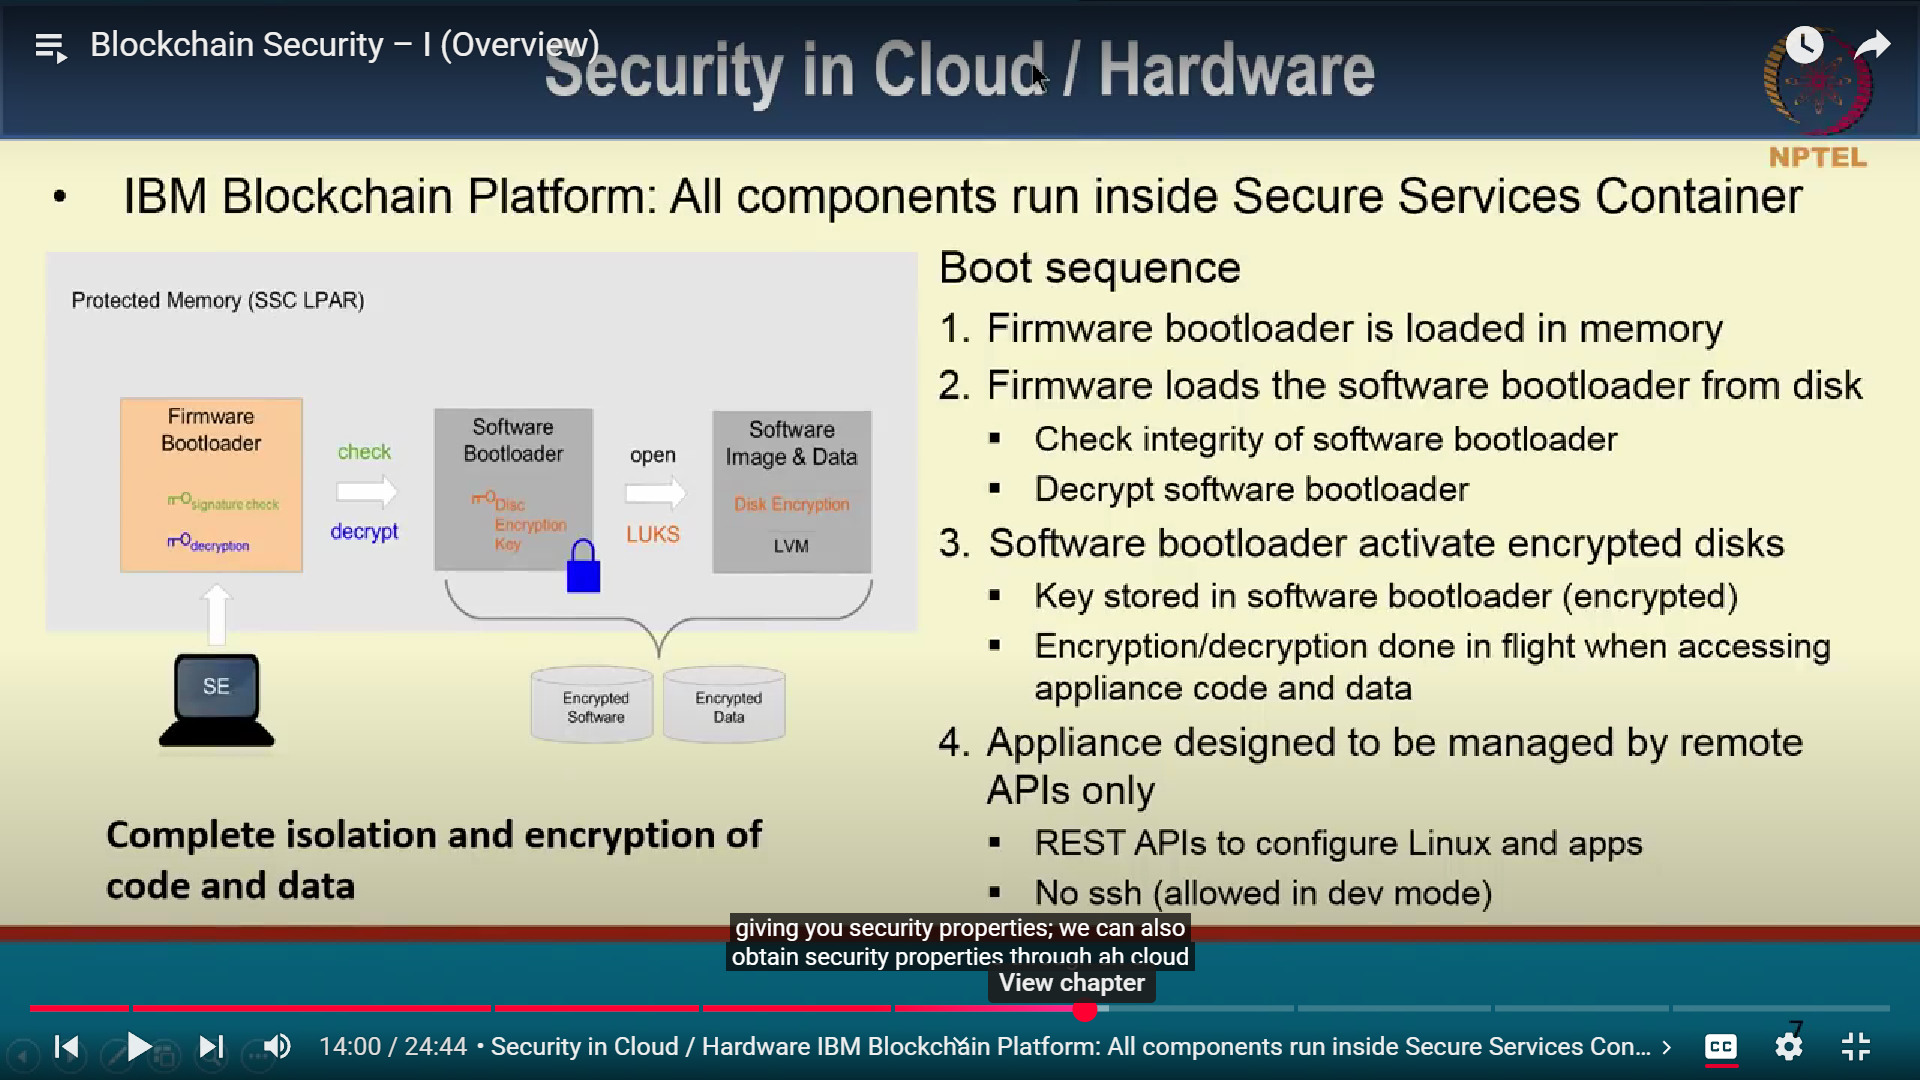 Blockchain Security – I (Overview)
Security in Cloud / Hardware
NPTEL
• IBM Blockchain Platform: All components run inside Secure Services Container
Protected Memory (SSC LPAR)
Firmware
Bootloader
signature check
decryption
check
decrypt
Software
Bootloader
Disc
Encryption
Key
open
LUKS
Software
Image & Data
Disk Encryption
LVM
SE
Encrypted
Software
Encrypted
Data
Complete isolation and encryption of
code and data
Boot sequence
1. Firmware bootloader is loaded in memory
2. Firmware loads the software bootloader from disk
▪ Check integrity of software bootloader
▪ Decrypt software bootloader
3. Software bootloader activate encrypted disks
▪ Key stored in software bootloader (encrypted)
▪ Encryption/decryption done in flight when accessing
appliance code and data
4. Appliance designed to be managed by remote
APIs only
▪ REST APIs to configure Linux and apps
▪ No ssh (allowed in dev mode)
giving you security properties; we can also
obtain security properties through ah cloud
View chapter
7
14:00 / 24:44 • Security in Cloud / Hardware IBM Blockchain Platform: All components run inside Secure Services Con...
CC